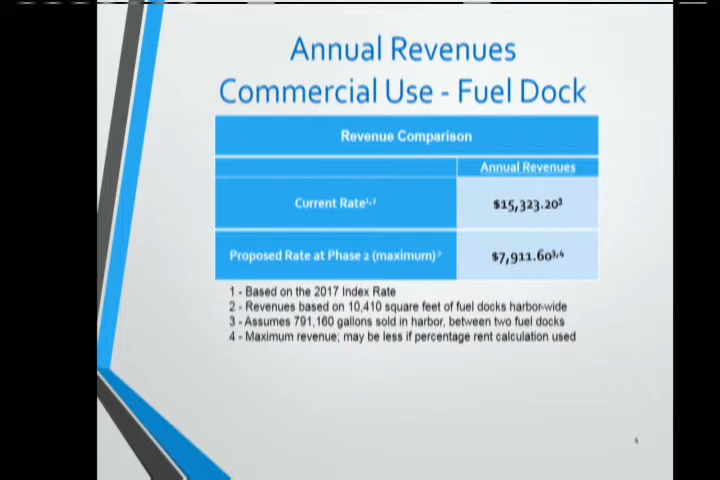 Annual Revenues
Commercial Use - Fuel Dock
Revenue Comparison
Annual Revenues
Current Rate¹,²
$15,323.20³
Proposed Rate at Phase 2 (maximum)²
$7,911.60³,⁴
1 - Based on the 2017 Index Rate
2 - Revenues based on 10,410 square feet of fuel docks harbor-wide
3 - Assumes 791,160 gallons sold in harbor, between two fuel docks
4 - Maximum revenue; may be less if percentage rent calculation used